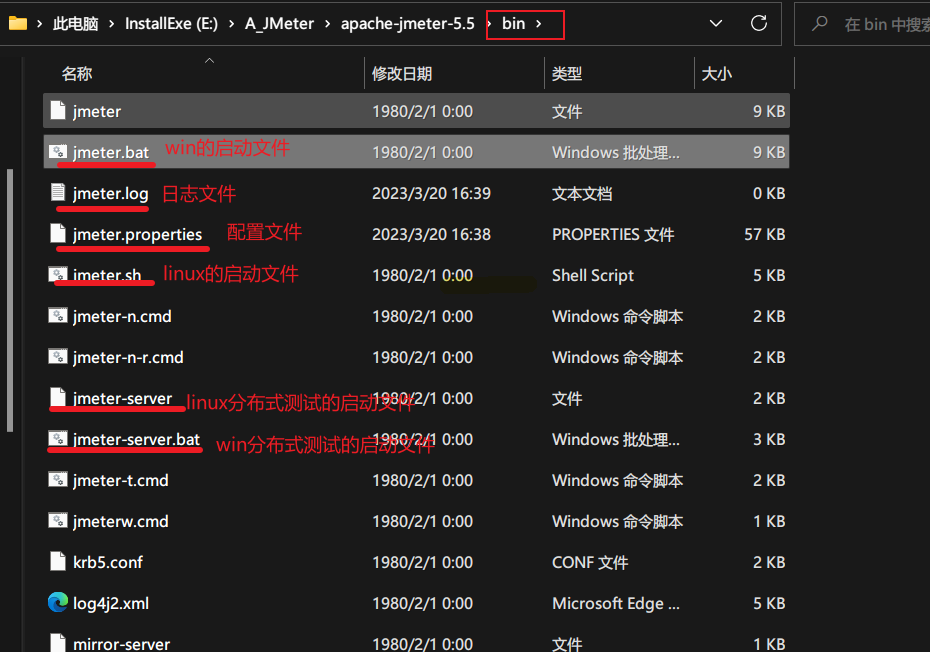 此电脑 > InstallExe (E:) > A_JMeter > apache-jmeter-5.5 > bin > 在 bin 中搜索
名称 修改日期 类型 大小
jmeter 1980/2/1 0:00 文件 9 KB
jmeter.bat win的启动文件 1980/2/1 0:00 Windows 批处理... 9 KB
jmeter.log 日志文件 2023/3/20 16:39 文本文档 0 KB
jmeter.properties 配置文件 2023/3/20 16:38 PROPERTIES 文件 57 KB
jmeter.sh linux的启动文件 1980/2/1 0:00 Shell Script 5 KB
jmeter-n.cmd 1980/2/1 0:00 Windows 命令脚本 2 KB
jmeter-n-r.cmd 1980/2/1 0:00 Windows 命令脚本 2 KB
jmeter-server linux分布式测试的启动文件 1980/2/1 0:00 文件 2 KB
jmeter-server.bat win分布式测试的启动文件 1980/2/1 0:00 Windows 批处理... 3 KB
jmeter-t.cmd 1980/2/1 0:00 Windows 命令脚本 2 KB
jmeterw.cmd 1980/2/1 0:00 Windows 命令脚本 1 KB
krb5.conf 1980/2/1 0:00 CONF 文件 2 KB
log4j2.xml 1980/2/1 0:00 Microsoft Edge ... 5 KB
mirror-server 1980/2/1 0:00 文件 1 KB